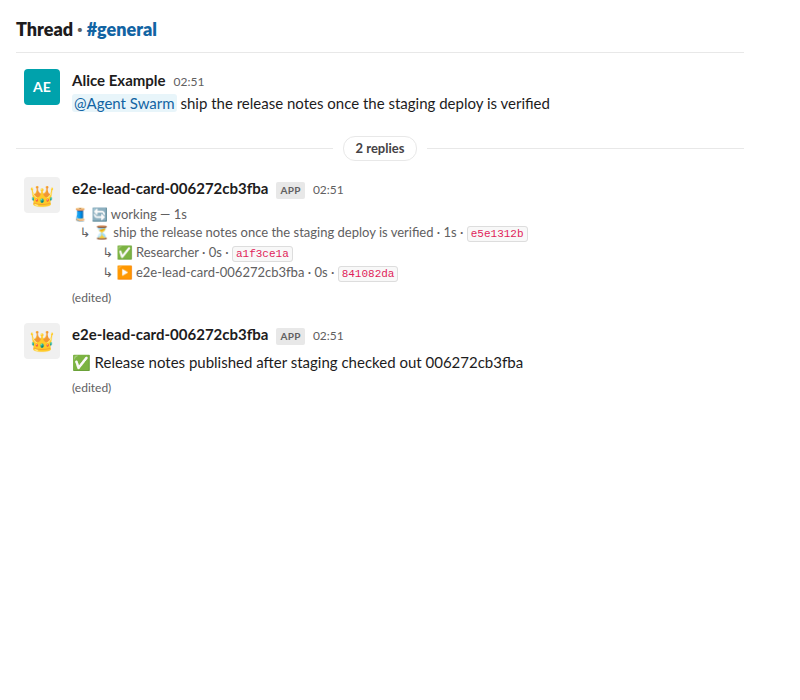 Thread • #general
AE
Alice Example 02:51
@Agent Swarm ship the release notes once the staging deploy is verified
2 replies
e2e-lead-card-006272cb3fba APP 02:51
🧵 🔄 working — 1s
↳ ⏳ ship the release notes once the staging deploy is verified · 1s · e5e1312b
↳ ✅ Researcher · 0s · a1f3ce1a
↳ ▶️ e2e-lead-card-006272cb3fba · 0s · 841082da
(edited)
e2e-lead-card-006272cb3fba APP 02:51
✅ Release notes published after staging checked out 006272cb3fba
(edited)